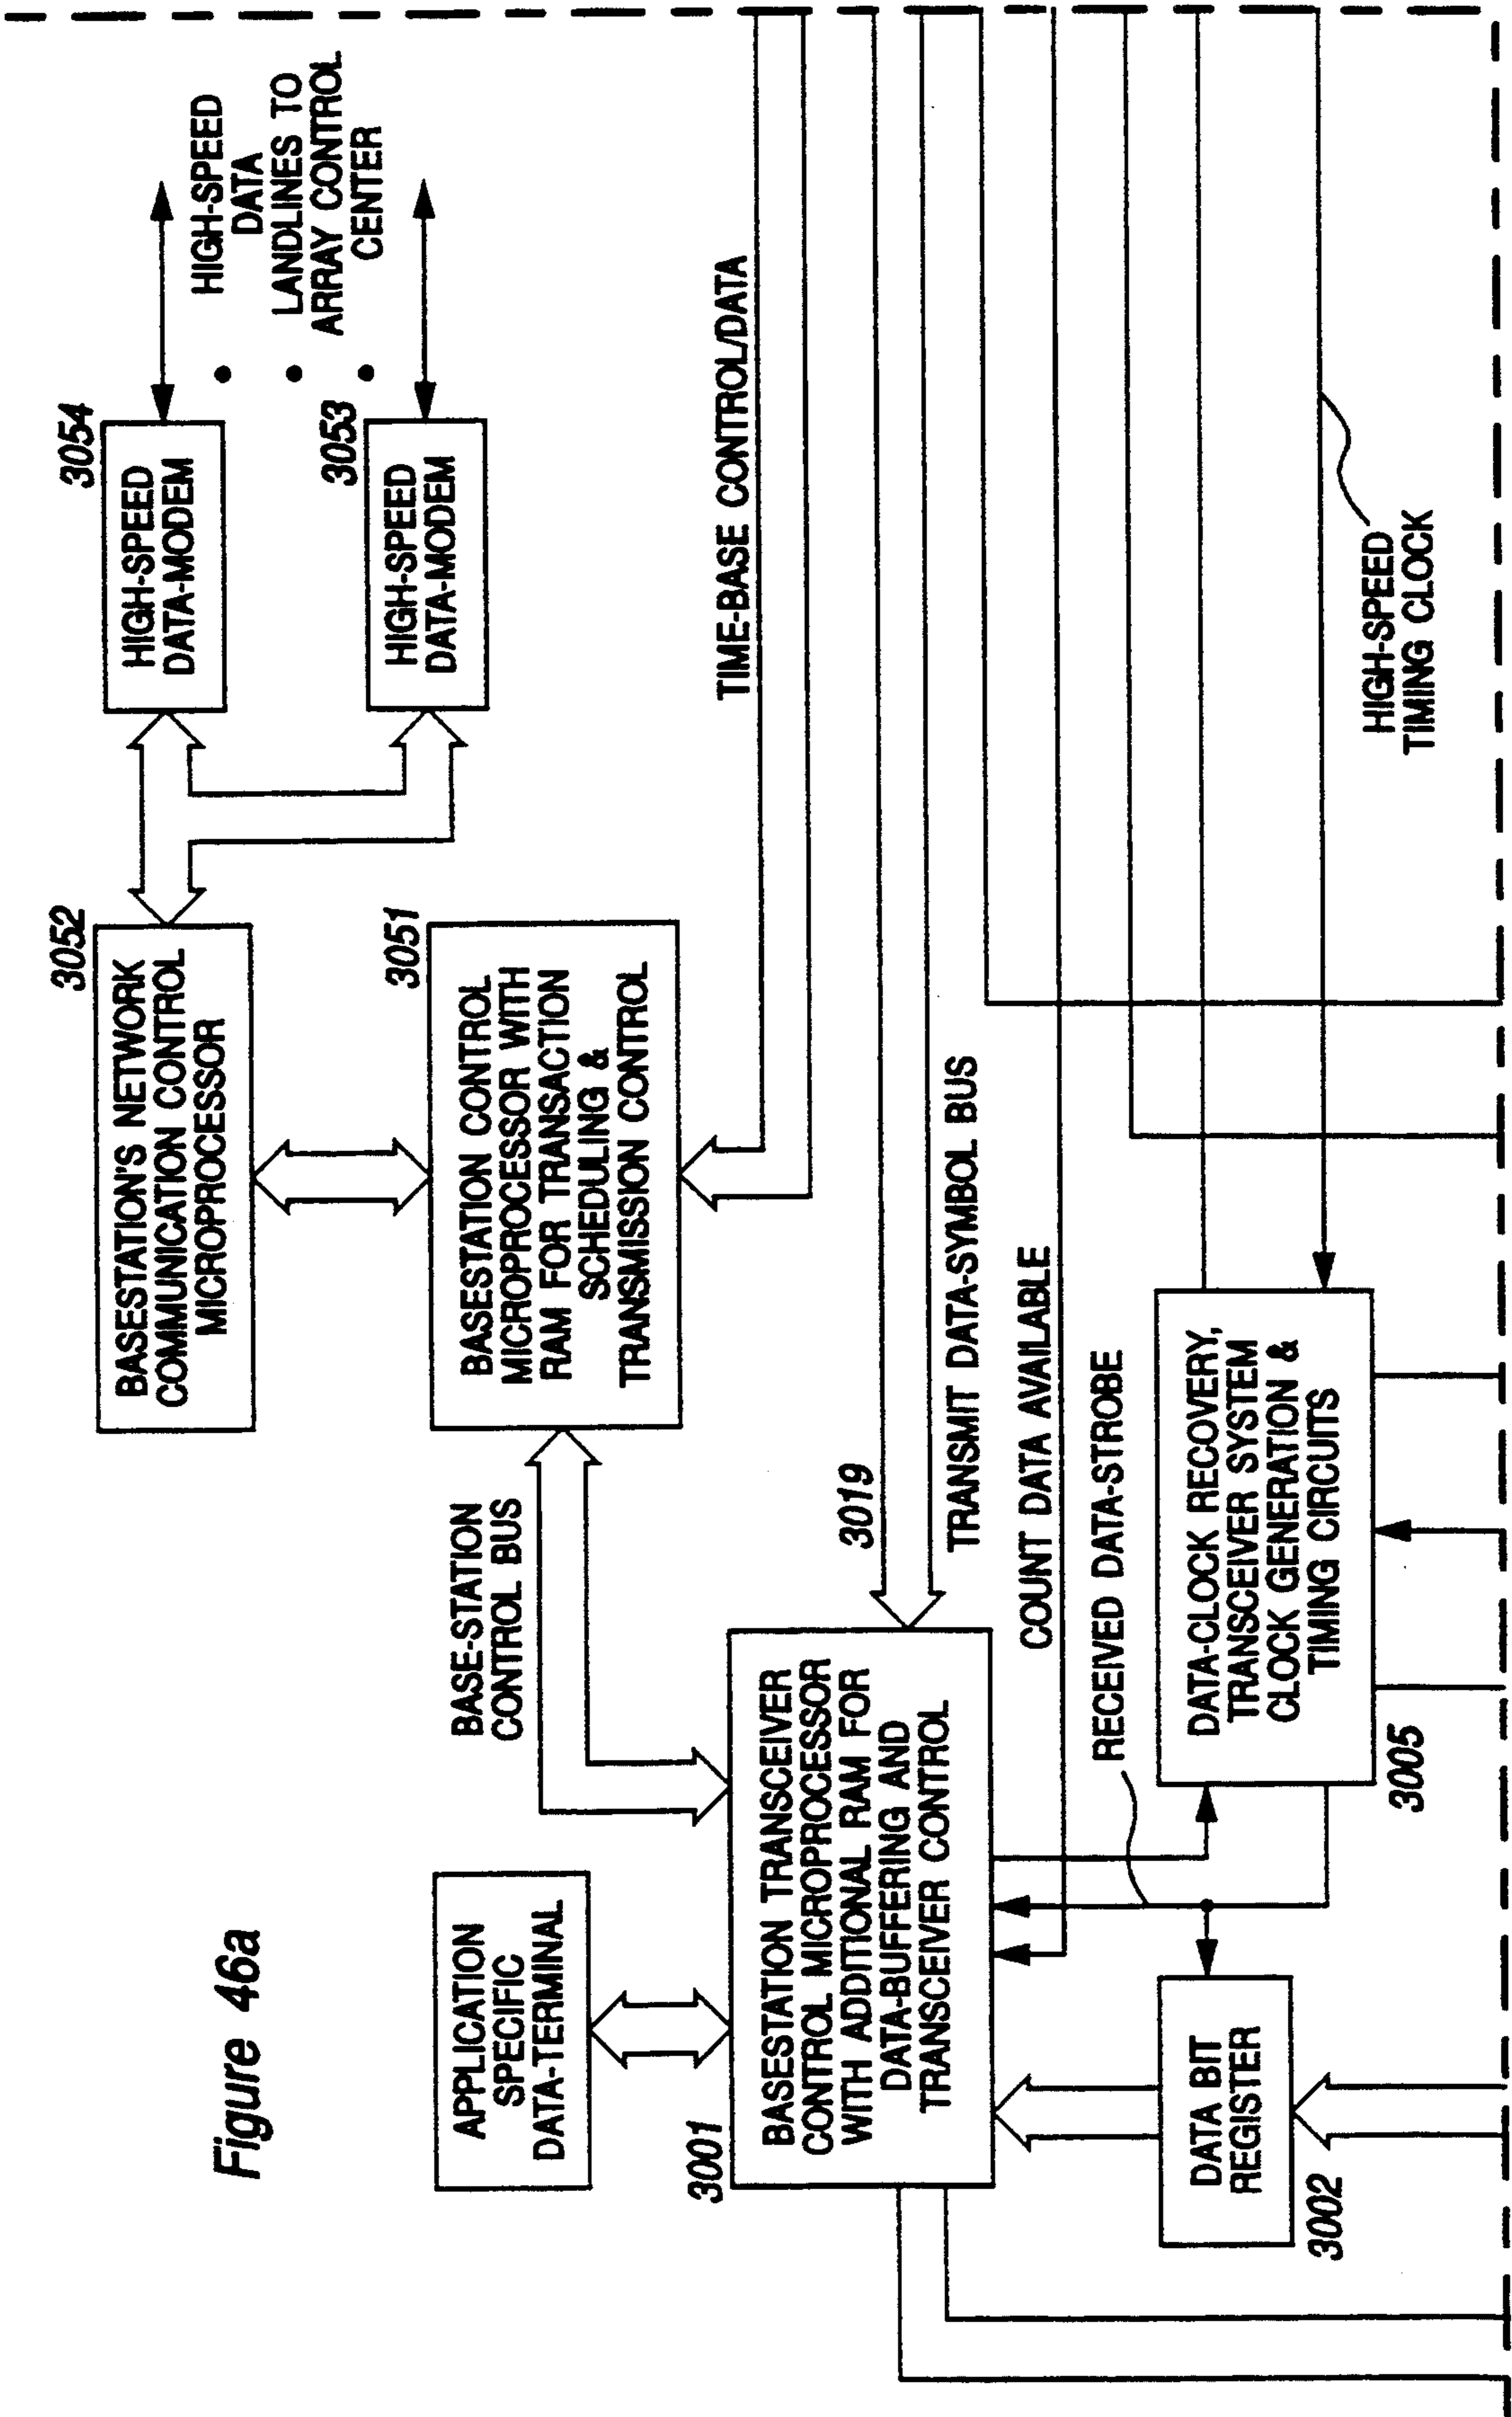 Figure 46a
APPLICATION
SPECIFIC
DATA-TERMINAL
BASE-STATION
CONTROL BUS
BASESTATION'S NETWORK
COMMUNICATION CONTROL
MICROPROCESSOR
3052
HIGH-SPEED
DATA-MODEM
3054
HIGH-SPEED
DATA-MODEM
3053
HIGH-SPEED
DATA
LANDLINES TO
ARRAY CONTROL
CENTER
BASESTATION CONTROL
MICROPROCESSOR WITH
RAM FOR TRANSACTION
SCHEDULING &
TRANSMISSION CONTROL
3051
TIME-BASE CONTROL/DATA
3001
BASESTATION TRANSCEIVER
CONTROL MICROPROCESSOR
WITH ADDITIONAL RAM FOR
DATA-BUFFERING AND
TRANSCEIVER CONTROL
3019
TRANSMIT DATA-SYMBOL BUS
COUNT DATA AVAILABLE
RECEIVED DATA-STROBE
DATA BIT
REGISTER
3002
DATA-CLOCK RECOVERY,
TRANSCEIVER SYSTEM
CLOCK GENERATION &
TIMING CIRCUITS
3005
HIGH-SPEED
TIMING CLOCK